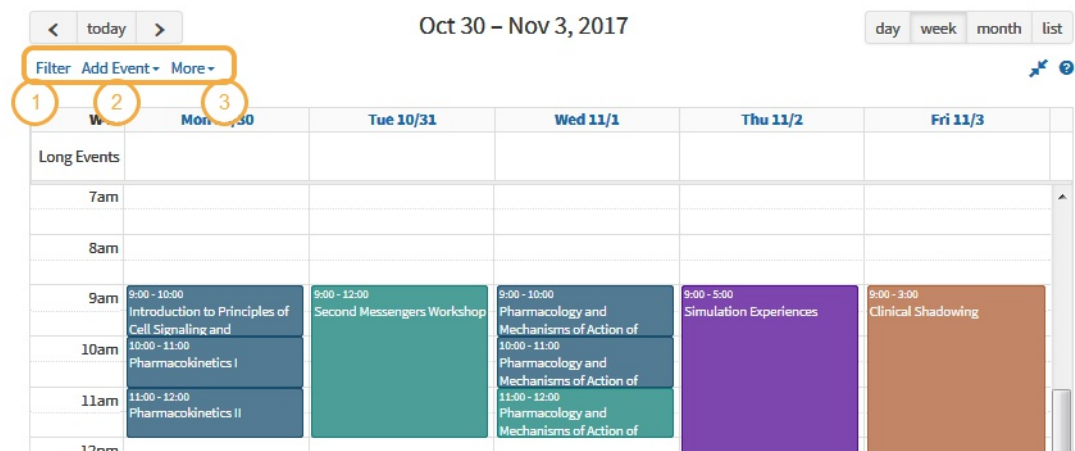 today
Oct 30 – Nov 3, 2017
day week month list
Filter Add Event More
1 2 3
Mon /30 Tue 10/31 Wed 11/1 Thu 11/2 Fri 11/3
Long Events
7am
8am
9am
9:00 - 10:00
Introduction to Principles of
Cell Signaling and
9:00 - 12:00
Second Messengers Workshop
9:00 - 10:00
Pharmacology and
Mechanisms of Action of
9:00 - 5:00
Simulation Experiences
9:00 - 3:00
Clinical Shadowing
10am
10:00 - 11:00
Pharmacokinetics I
10:00 - 11:00
Pharmacology and
Mechanisms of Action of
11am
11:00 - 12:00
Pharmacokinetics II
11:00 - 12:00
Pharmacology and
Mechanisms of Action of
12pm